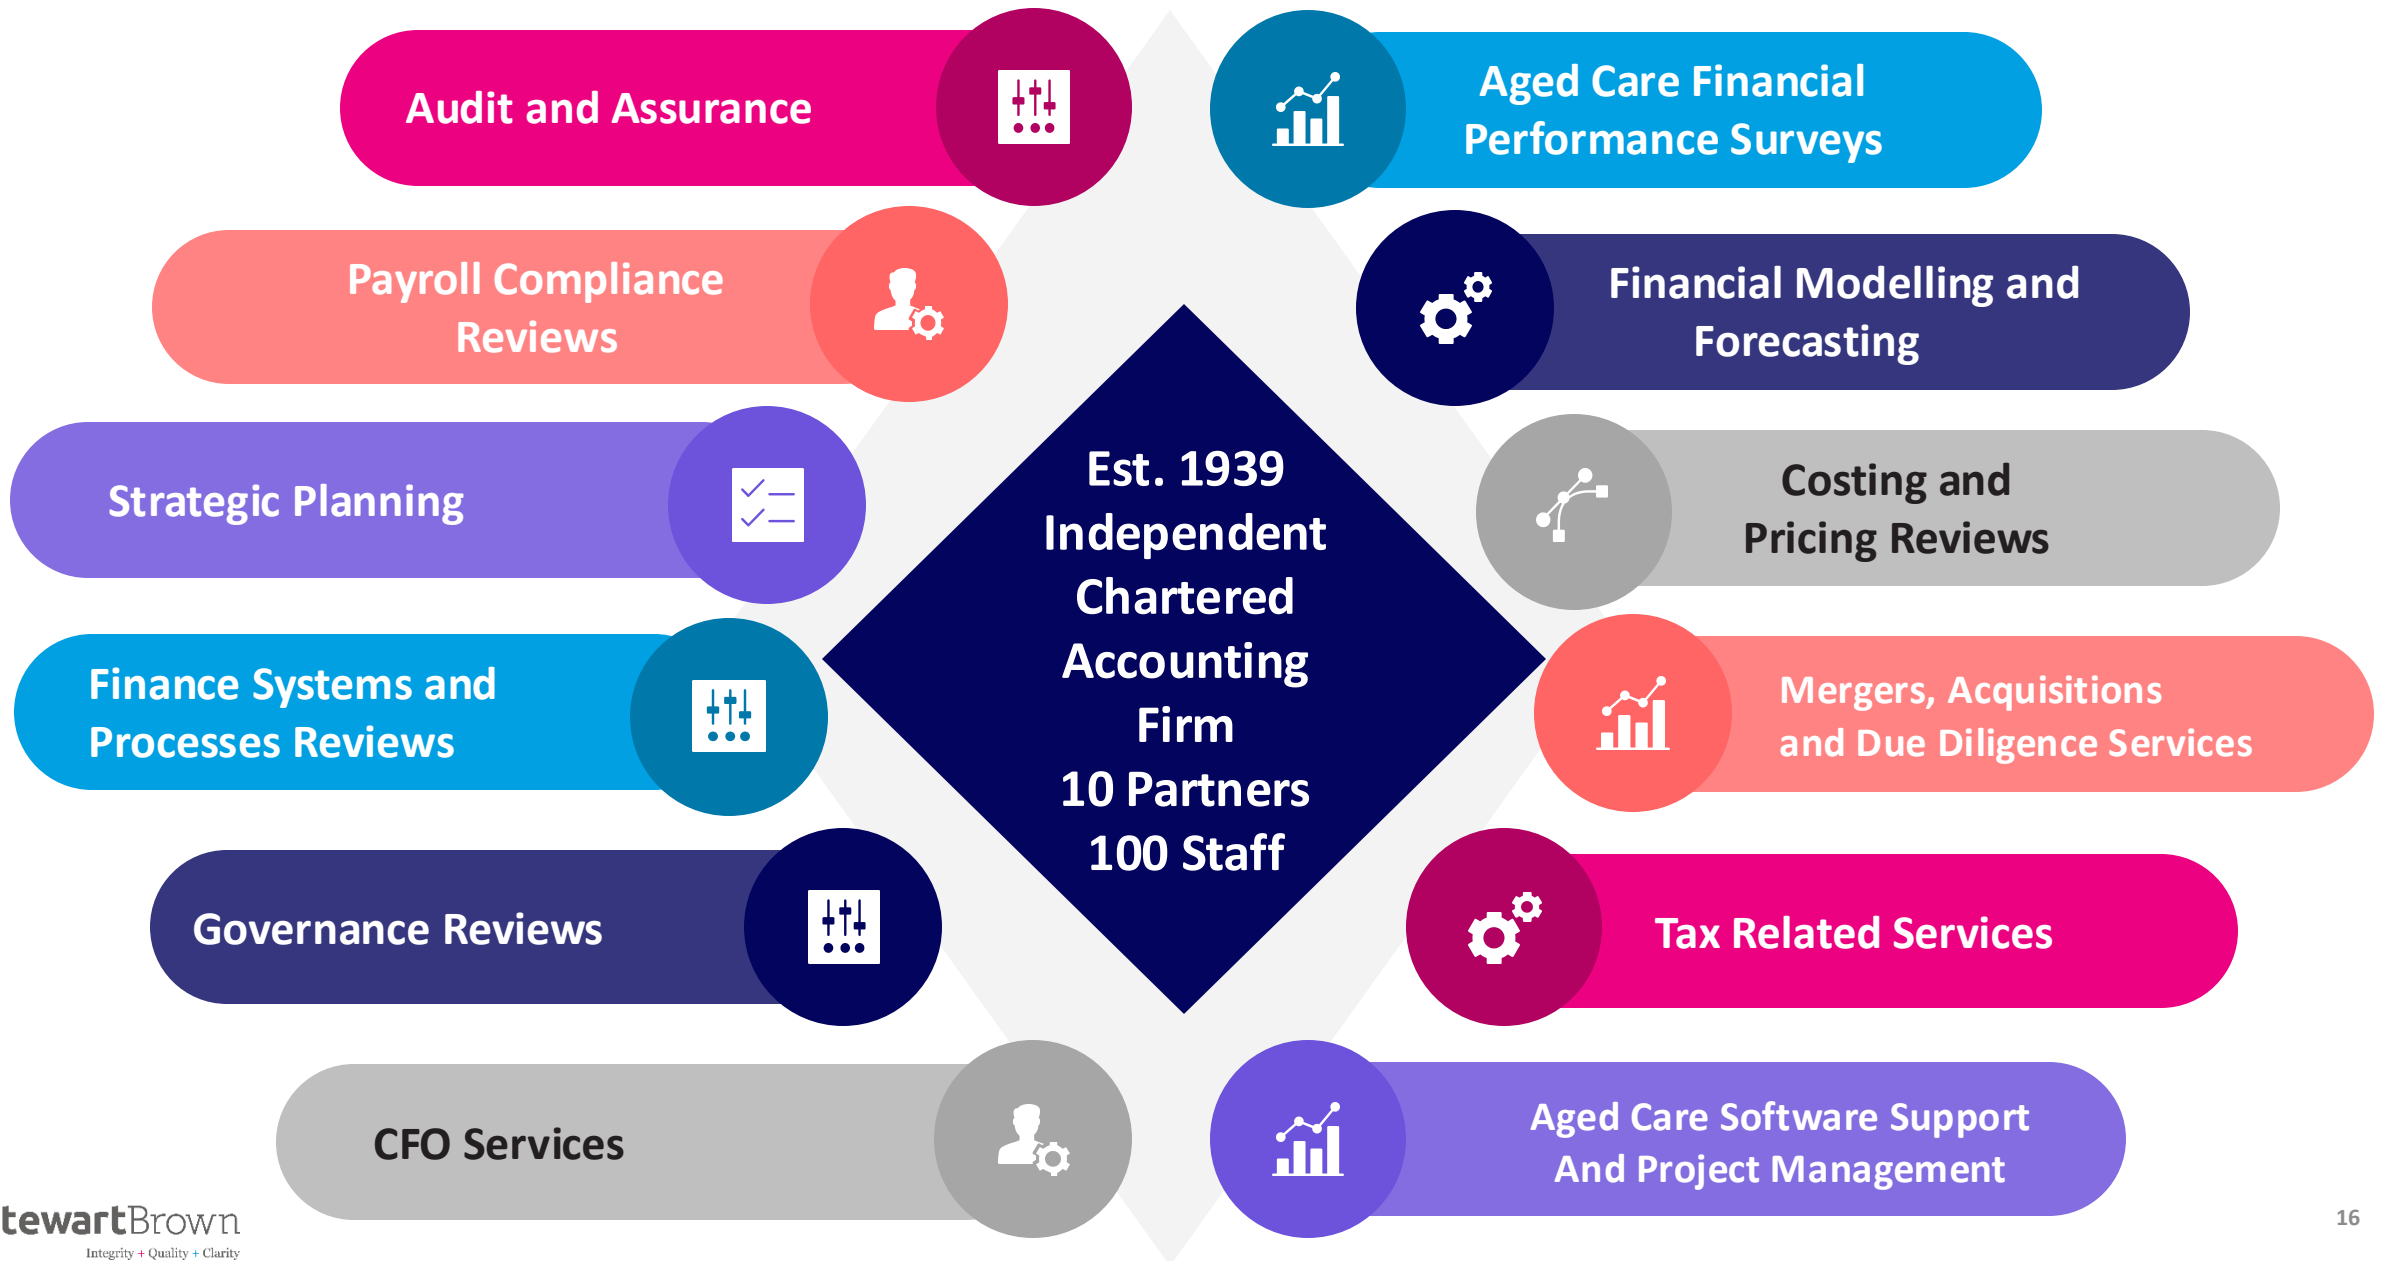 Audit and Assurance
Payroll Compliance
Reviews
Strategic Planning
Finance Systems and
Processes Reviews
Governance Reviews
CFO Services
Est. 1939
Independent
Chartered
Accounting
Firm
10 Partners
100 Staff
Aged Care Financial
Performance Surveys
Financial Modelling and
Forecasting
Costing and
Pricing Reviews
Mergers, Acquisitions
and Due Diligence Services
Tax Related Services
Aged Care Software Support
And Project Management
tewartBrown
Integrity + Quality + Clarity
16